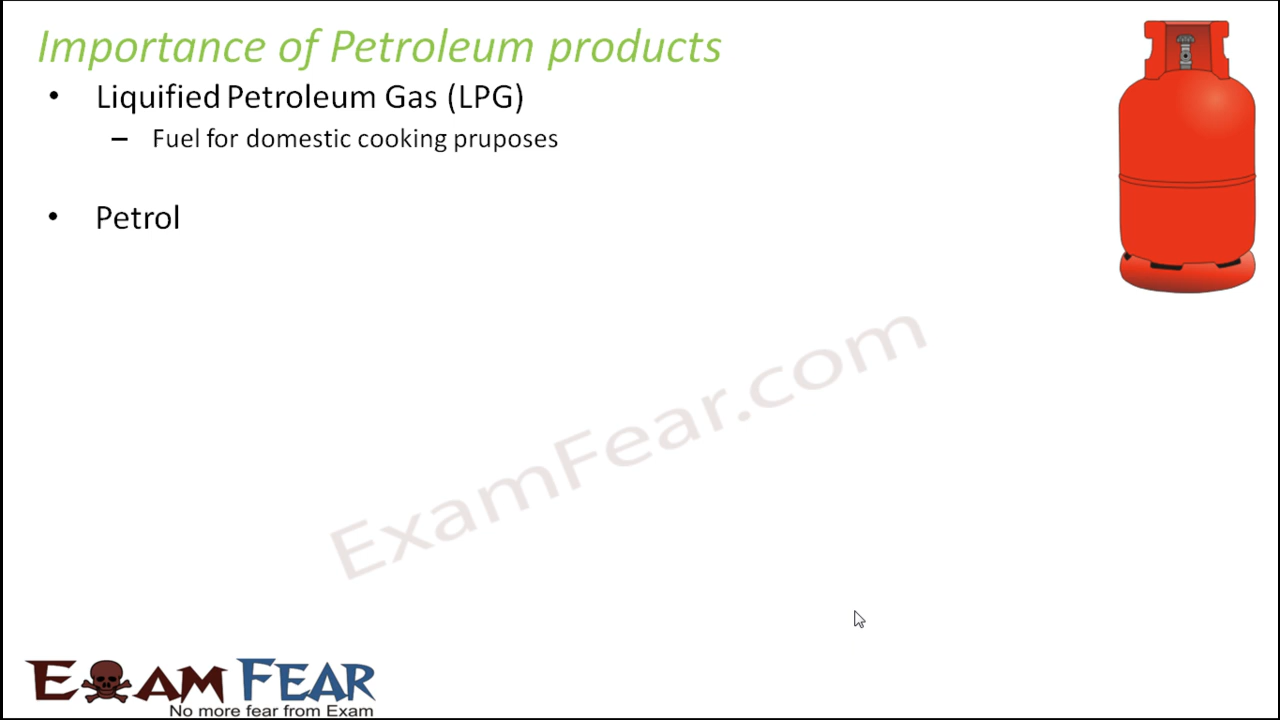 Importance of Petroleum products
• Liquified Petroleum Gas (LPG)
– Fuel for domestic cooking pruposes
• Petrol
ExamFear.com
EXAM FEAR
No more fear from Exam